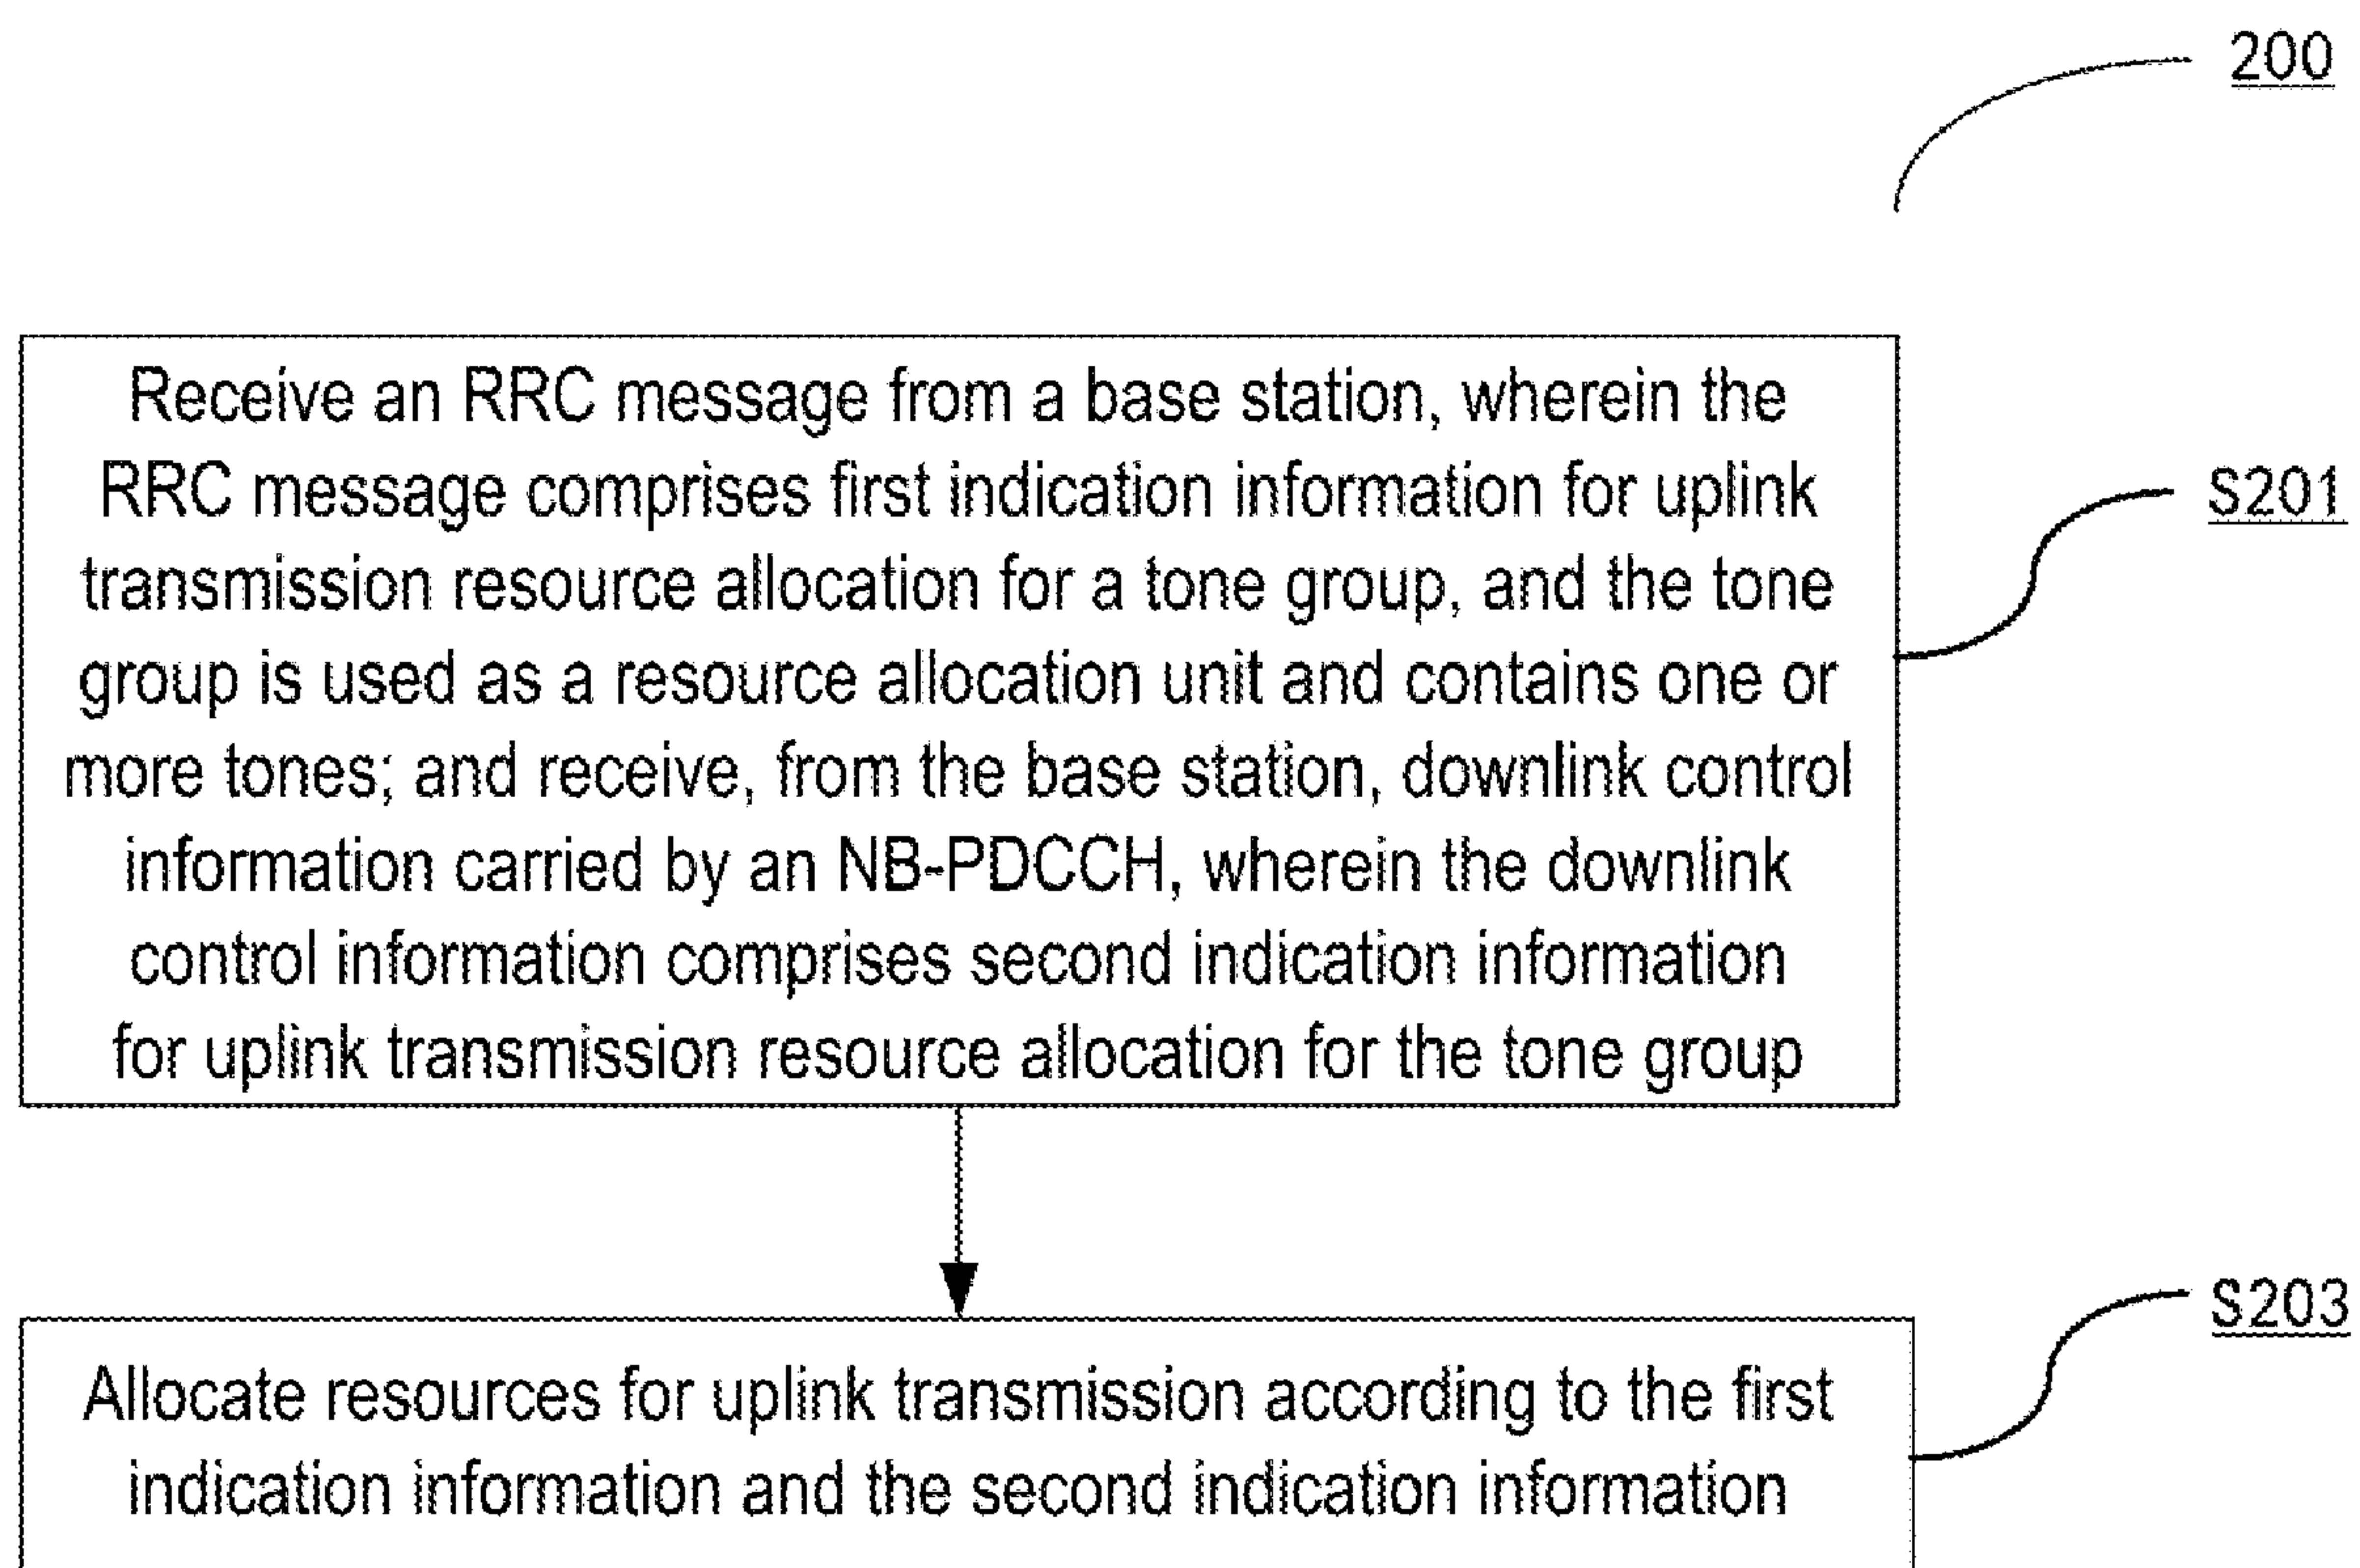 200
Receive an RRC message from a base station, wherein the
RRC message comprises first indication information for uplink
transmission resource allocation for a tone group, and the tone
group is used as a resource allocation unit and contains one or
more tones; and receive, from the base station, downlink control
information carried by an NB-PDCCH, wherein the downlink
control information comprises second indication information
for uplink transmission resource allocation for the tone group
S201
S203
Allocate resources for uplink transmission according to the first
indication information and the second indication information